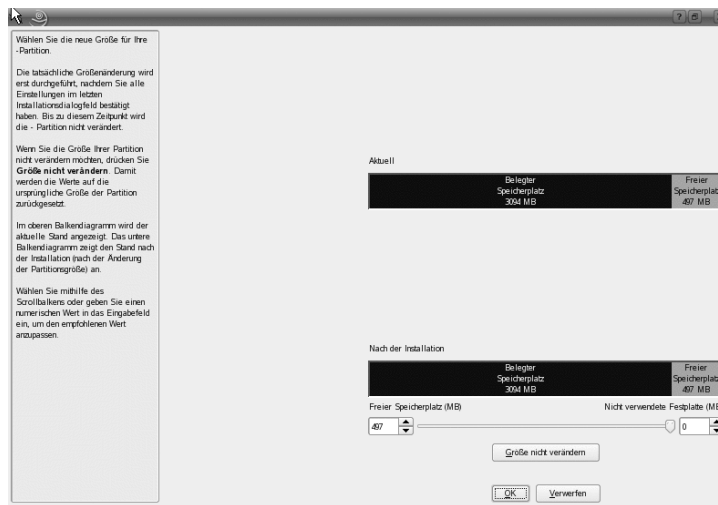 Wählen Sie die neue Größe für Ihre
-Partition.
Die tatsächliche Größenänderung wird
erst durchgeführt, nachdem Sie alle
Einstellungen im letzten
Installationsdialogfeld bestätigt
haben. Bis zu diesem Zeitpunkt wird
die - Partition nicht verändert.
Wenn Sie die Größe Ihrer Partition
nicht verändern möchten, drücken Sie
Größe nicht verändern. Damit
werden die Werte auf die
ursprüngliche Größe der Partition
zurückgesetzt.
Im oberen Balkendiagramm wird der
aktuelle Stand angezeigt. Das untere
Balkendiagramm zeigt den Stand nach
der Installation (nach der Änderung
der Partitionsgröße) an.
Wählen Sie mithilfe des
Scrollbalkens oder geben Sie einen
numerischen Wert in das Eingabefeld
ein, um den empfohlenen Wert
anzupassen.
Aktuell
Belegter
Speicherplatz
3094 MB
Freier
Speicherplatz
497 MB
Nach der Installation
Belegter
Speicherplatz
3094 MB
Freier
Speicherplatz
497 MB
Freier Speicherplatz (MB)
Nicht verwendete Festplatte (MB
497
0
Größe nicht verändern
OK
Verwerfen